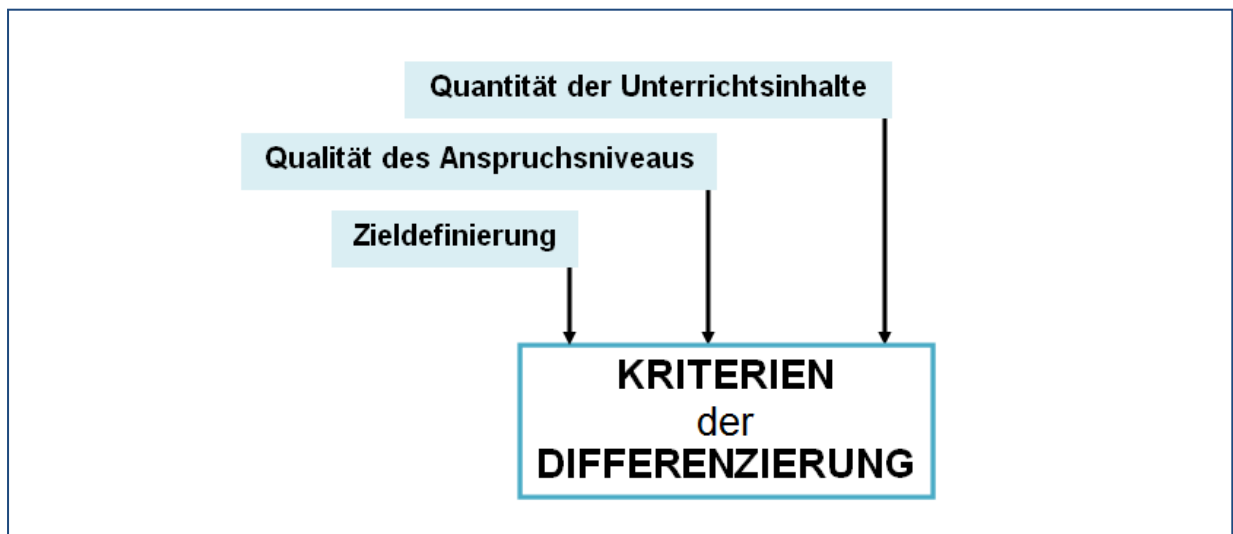 Quantität der Unterrichtsinhalte
Qualität des Anspruchsniveaus
Zieldefinierung
KRITERIEN
der
DIFFERENZIERUNG